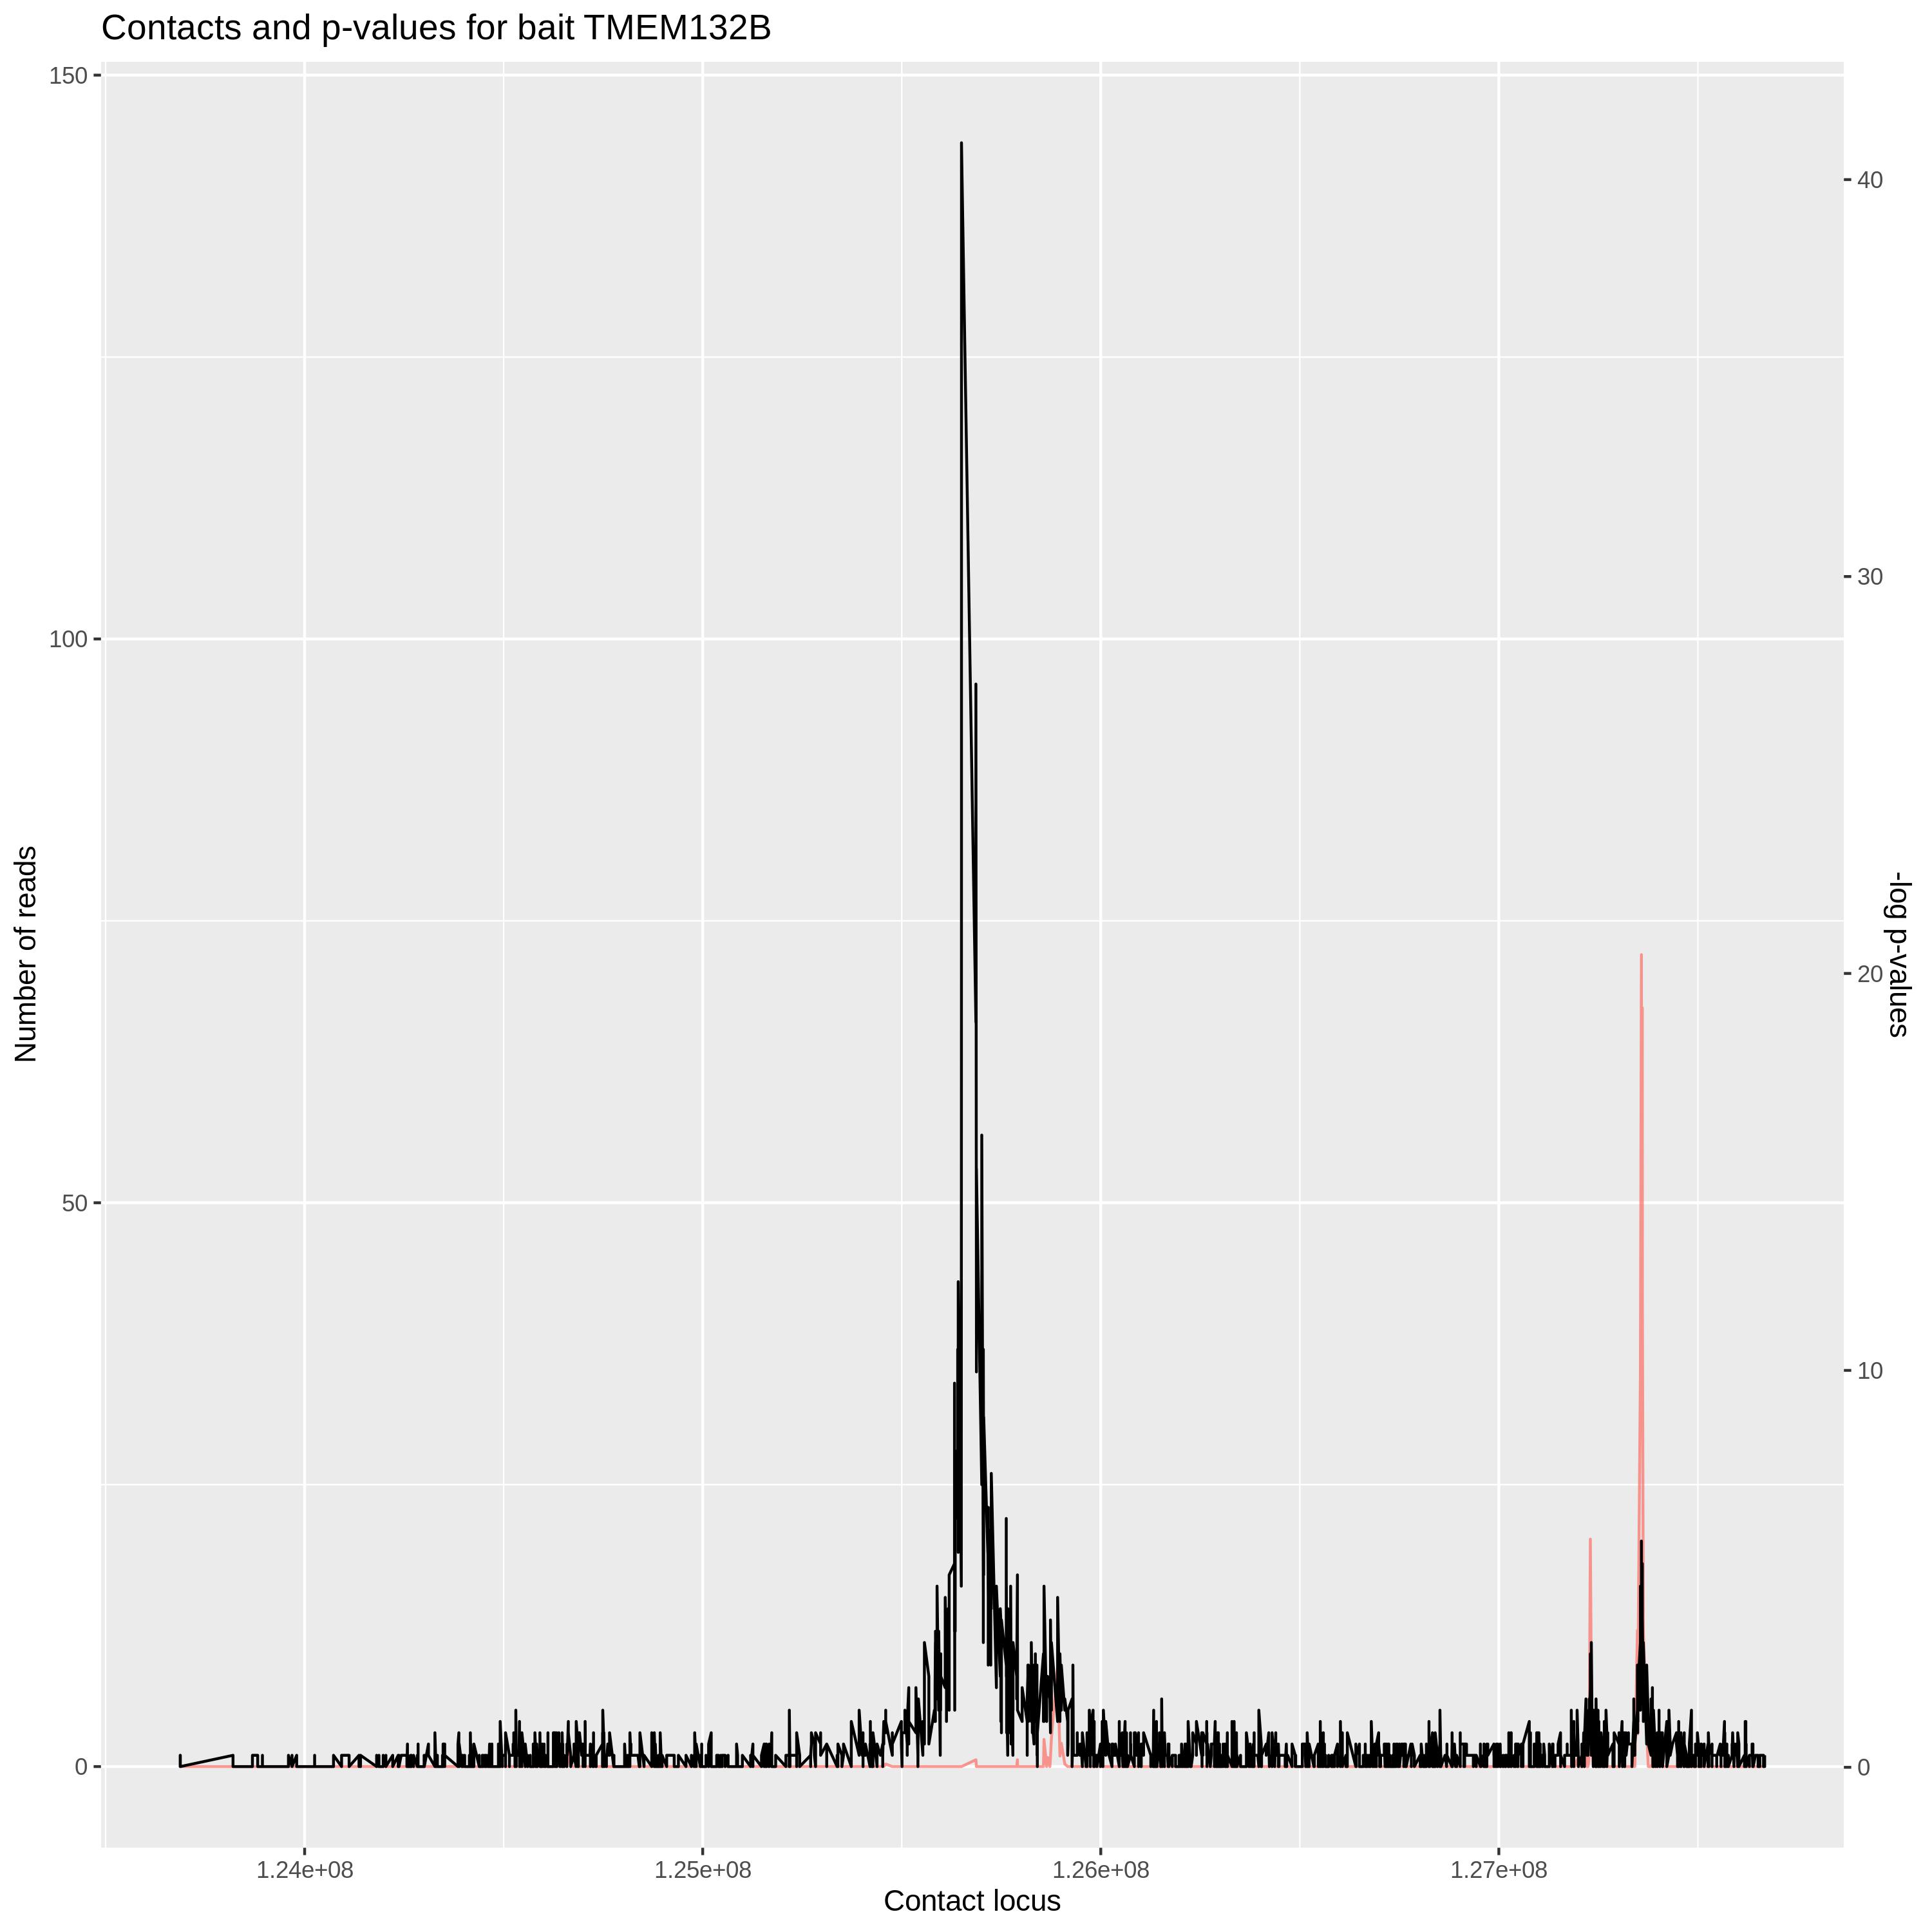 Contacts and p-values for bait TMEM132B
150
100
50
0
Number of reads
40
30
20
10
0
-log p-values
1.24e+08
1.25e+08
1.26e+08
1.27e+08
Contact locus